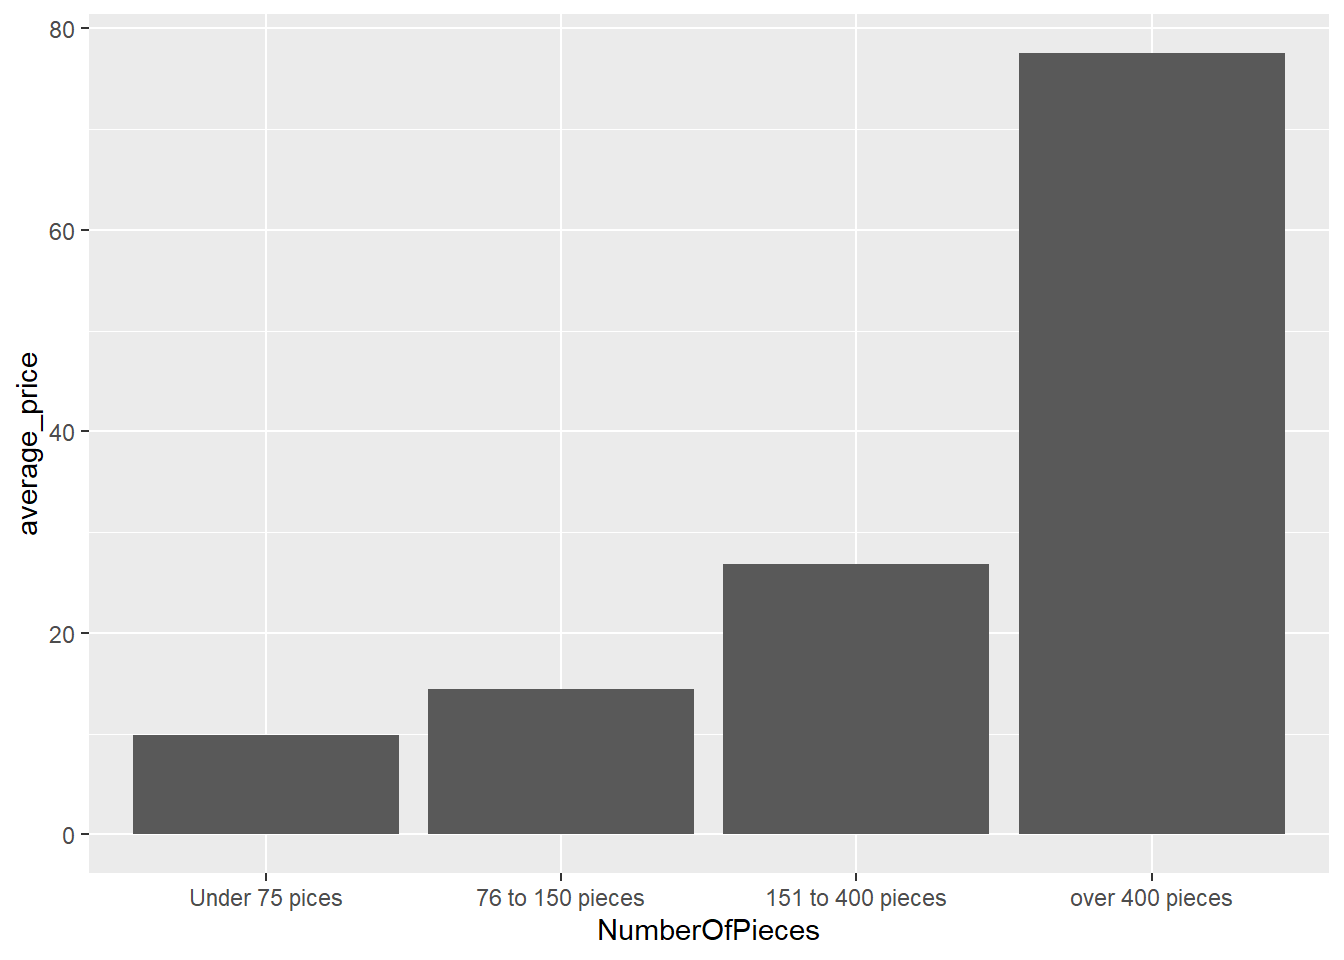 80
60
40
20
0
average_price
Under 75 pices
76 to 150 pieces
151 to 400 pieces
over 400 pieces
NumberOfPieces